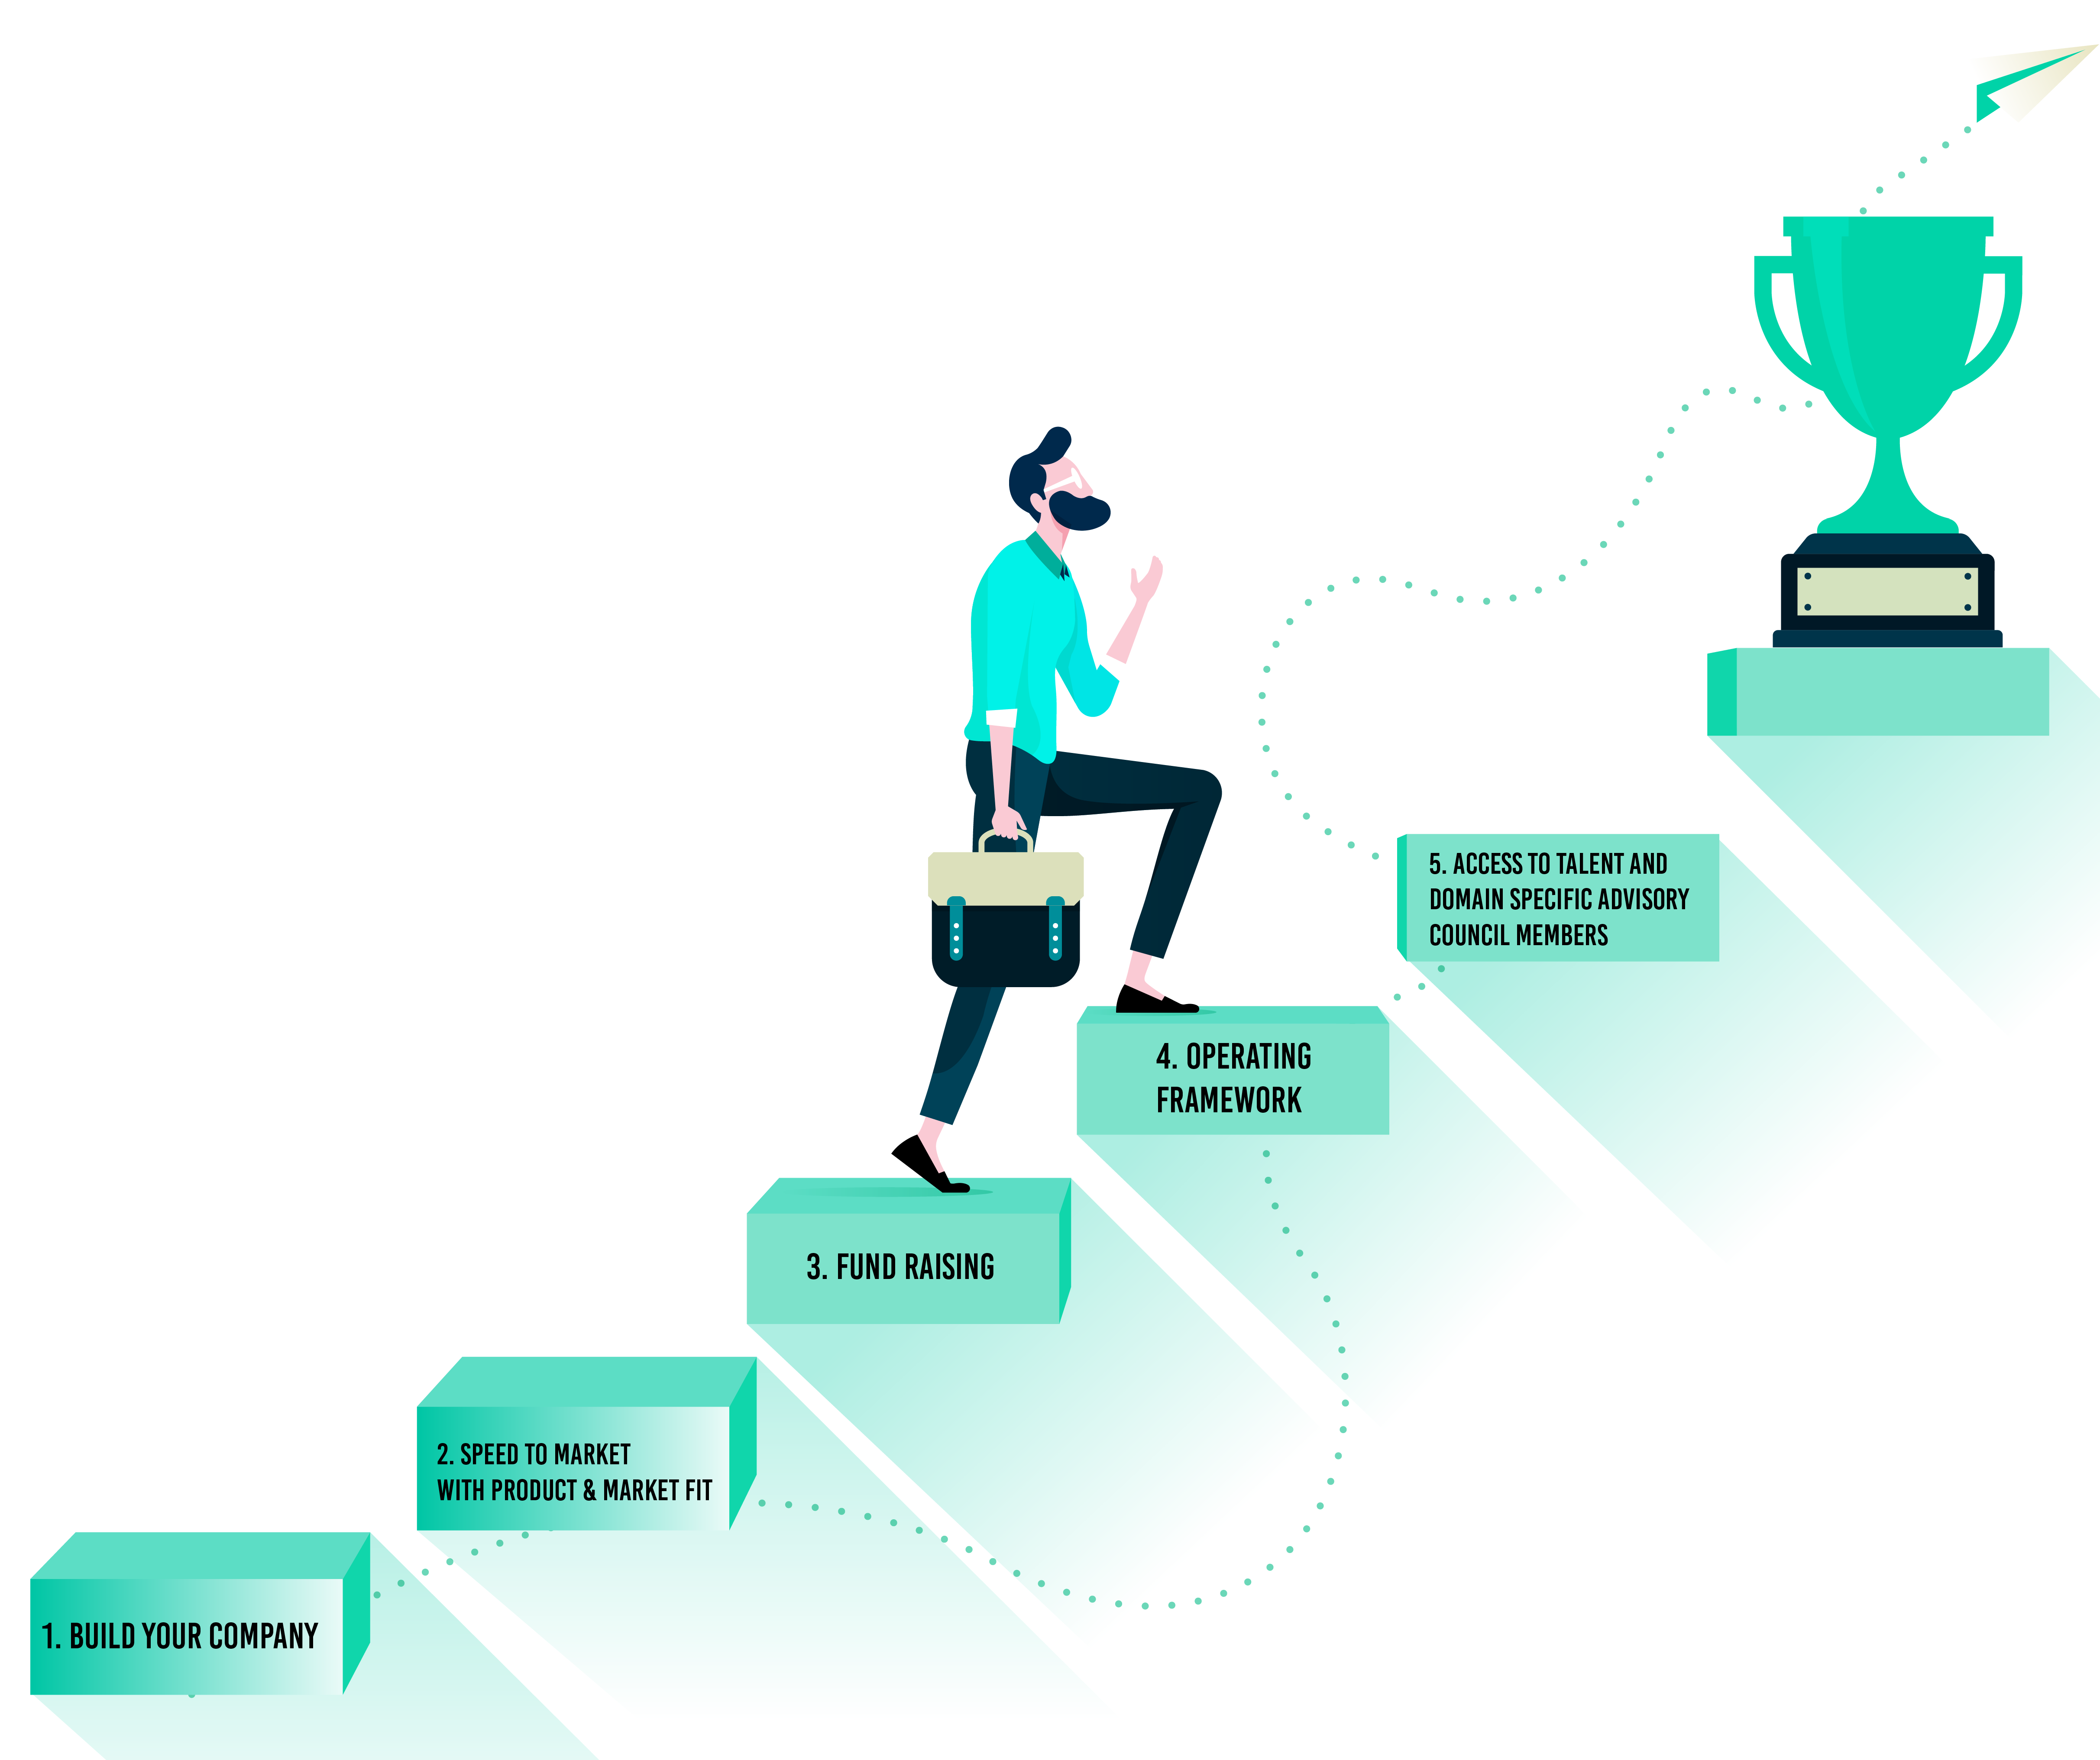 1. BUILD YOUR COMPANY
2. SPEED TO MARKET
WITH PRODUCT & MARKET FIT
3. FUND RAISING
4. OPERATING
FRAMEWORK
5. ACCESS TO TALENT AND
DOMAIN SPECIFIC ADVISORY
COUNCIL MEMBERS